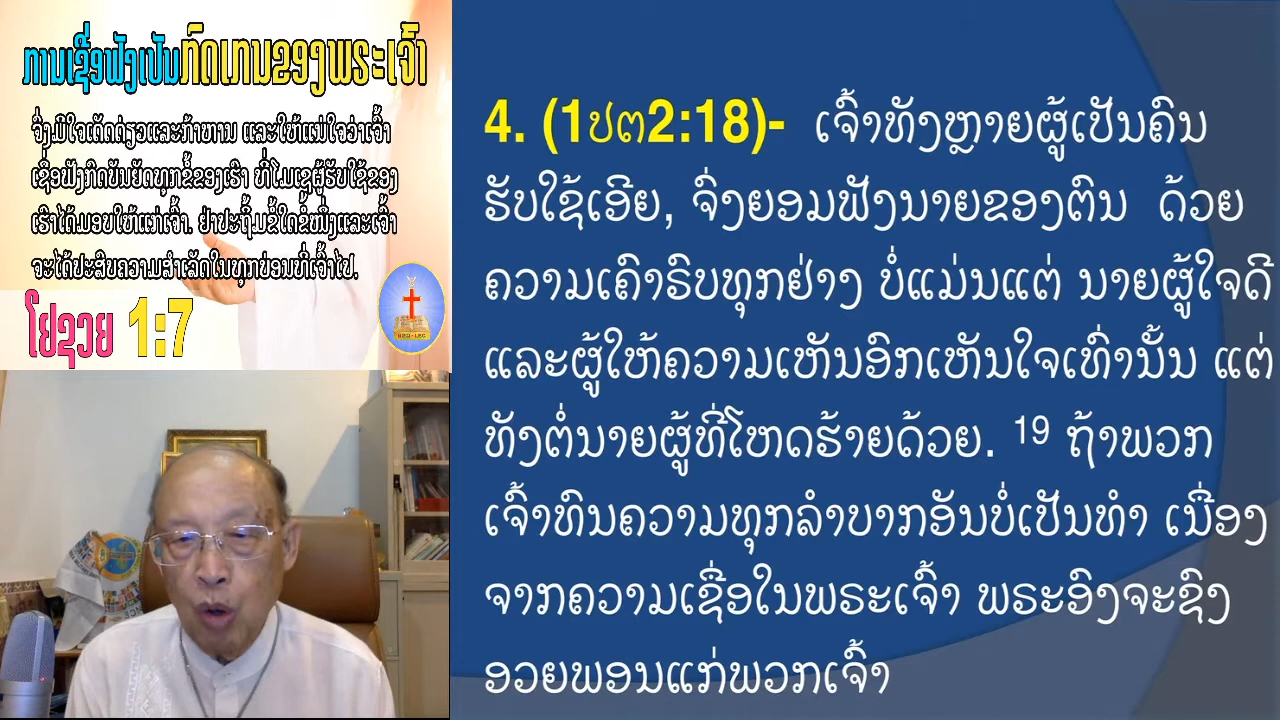 ການເຊື່ອຟັງເປັນກົດເກນຂອງພຣະເຈົ້າ
ຈົ່ງມີໃຈເດັດດ່ຽວແລະກ້າຫານ ແລະໃຫ້ແນ່ໃຈວ່າເຈົ້າ
ເຊື່ອຟັງກົດບັນຍັດທຸກຂໍ້ຂອງເຮົາ ທີ່ໂມເຊຜູ້ຮັບໃຊ້ຂອງ
ເຮົາໄດ້ມອບໃຫ້ແກ່ເຈົ້າ. ຢ່າປະຖິ້ມຂໍ້ໃດຂໍ້ໜຶ່ງແລະເຈົ້າ
ຈະໄດ້ປະສົບຄວາມສໍາເລັດໃນທຸກບ່ອນທີ່ເຈົ້າໄປ.
ໂຢຊວຍ 1:7
4. (1ປຕ2:18)- ເຈົ້າທັງຫຼາຍຜູ້ເປັນຄົນ
ຮັບໃຊ້ເອີຍ, ຈົ່ງຍອມຟັງນາຍຂອງຕົນ ດ້ວຍ
ຄວາມເຄົາຣົບທຸກຢ່າງ ບໍ່ແມ່ນແຕ່ ນາຍຜູ້ໃຈດີ
ແລະຜູ້ໃຫ້ຄວາມເຫັນອົກເຫັນໃຈເທົ່ານັ້ນ ແຕ່
ທັງຕໍ່ນາຍຜູ້ທີ່ໂຫດຮ້າຍດ້ວຍ. 19 ຖ້າພວກ
ເຈົ້າທົນຄວາມທຸກລໍາບາກອັນບໍ່ເປັນທໍາ ເນື່ອງ
ຈາກຄວາມເຊື່ອໃນພຣະເຈົ້າ ພຣະອົງຈະຊົງ
ອວຍພອນແກ່ພວກເຈົ້າ